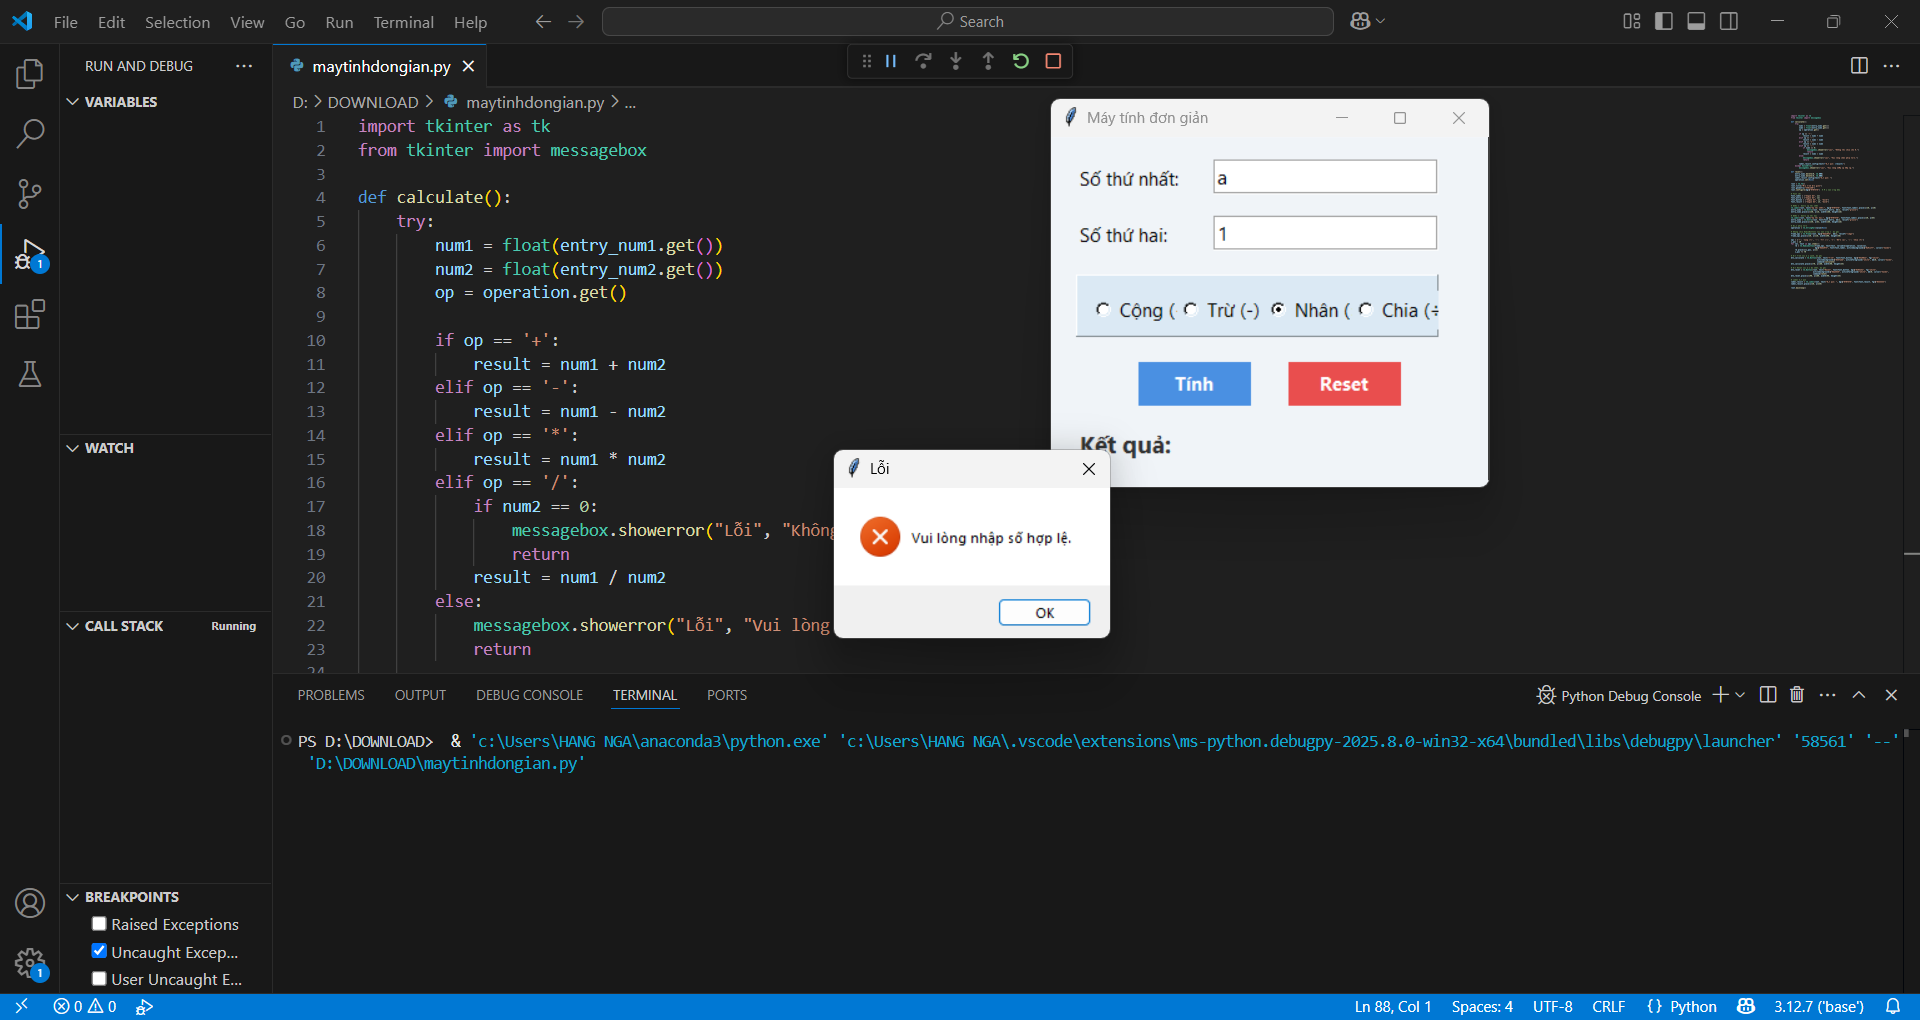 File Edit Selection View Go Run Terminal Help
Search
RUN AND DEBUG
maytinhdongian.py
VARIABLES
D: > DOWNLOAD > maytinhdongian.py > ...
1 import tkinter as tk
2 from tkinter import messagebox
3
4 def calculate():
5 try:
6 num1 = float(entry_num1.get())
7 num2 = float(entry_num2.get())
8 op = operation.get()
9
10 if op == '+':
11 result = num1 + num2
12 elif op == '-':
13 result = num1 - num2
14 elif op == '*':
15 result = num1 * num2
16 elif op == '/':
17 if num2 == 0:
18 messagebox.showerror("Lỗi", "Không
19 return
20 result = num1 / num2
21 else:
22 messagebox.showerror("Lỗi", "Vui lòng
23 return
24
Máy tính đơn giản
Số thứ nhất: a
Số thứ hai: 1
Cộng ( Trừ (-) Nhân ( Chia (÷
Tính Reset
Kết quả:
Lỗi
Vui lòng nhập số hợp lệ.
OK
WATCH
CALL STACK Running
BREAKPOINTS
Raised Exceptions
Uncaught Excep...
User Uncaught E...
1
1
PROBLEMS OUTPUT DEBUG CONSOLE TERMINAL PORTS
Python Debug Console
PS D:\DOWNLOAD> & 'c:\Users\HANG NGA\anaconda3\python.exe' 'c:\Users\HANG NGA\.vscode\extensions\ms-python.debugpy-2025.8.0-win32-x64\bundled\libs\debugpy\launcher' '58561' '--'
'D:\DOWNLOAD\maytinhdongian.py'
0 0
Ln 88, Col 1 Spaces: 4 UTF-8 CRLF {} Python 3.12.7 ('base')